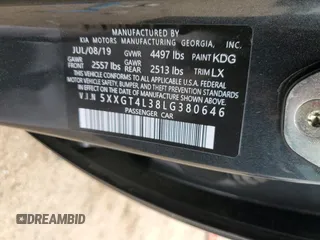 KIA MOTORS MANUFACTURING GEORGIA, INC.
JUL/08/19 GVWR 4497 lbs PAINT KDG
GAWR FRONT 2557 lbs GAWR REAR 2513 lbs TRIM LX
THIS VEHICLE CONFORMS TO ALL APPLICABLE
FEDERAL MOTOR VEHICLE SAFETY, BUMPER,
AND THEFT PREVENTION STANDARDS IN EFFECT
ON THE DATE OF MANUFACTURE SHOWN ABOVE.
V.I.N 5XXGT4L38LG380646
PASSENGER CAR
DREAMBID